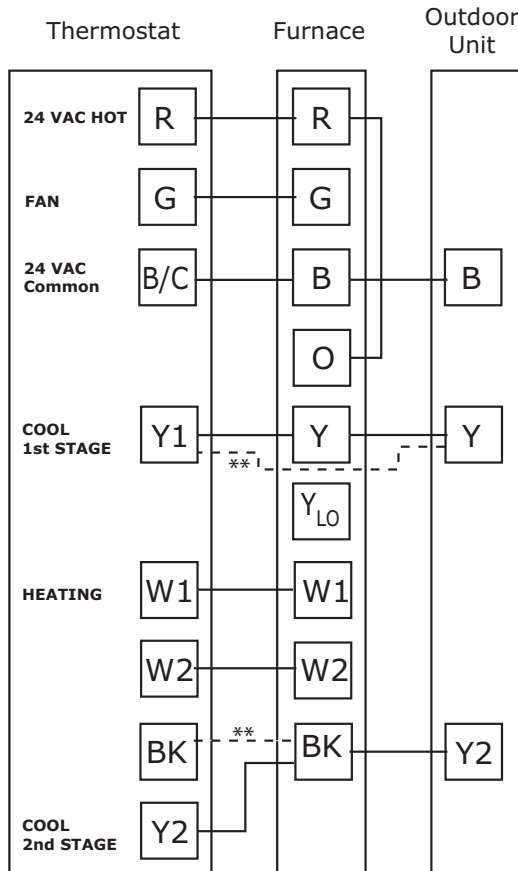 Thermostat Furnace Outdoor Unit
24 VAC HOT R R
FAN G G
24 VAC Common B/C B B
O
COOL 1st STAGE Y1 Y Y
**
YLO
HEATING W1 W1
W2 W2
**
BK BK Y2
COOL 2nd STAGE Y2